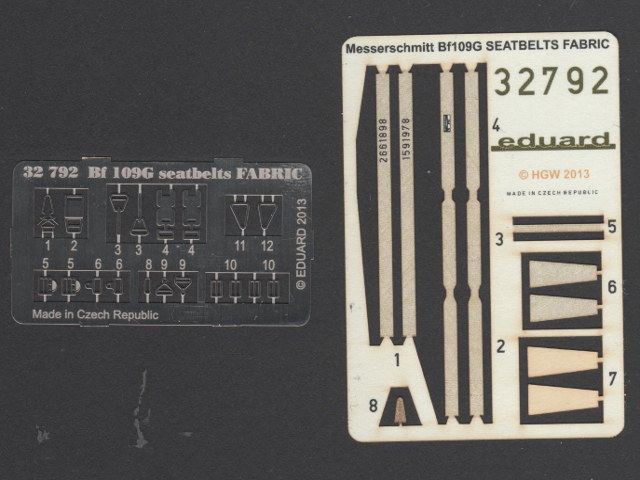 32 792 Bf 109G seatbelts FABRIC
1 2 3 3 4 4 11 12
5 5 6 6 8 9 9 10 10
© EDUARD 2013
Made in Czech Republic
Messerschmitt Bf109G SEATBELTS FABRIC
32792
4
eduard
© HGW 2013
MADE IN CZECH REPUBLIC
2661898
1591978
3
5
6
2
7
1
8